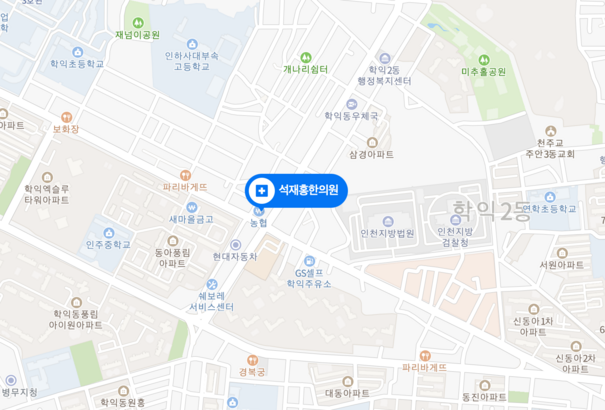 업
학
재넘이공원
인하사대부속
고등학교
학익초등학교
개나리쉼터
학익2동
행정복지센터
미추홀공원
학익동우체국
아파트
보화장
삼경아파트
천주교
주안3동교회
파리바게뜨
석재흥한의원
학익엑슬루
타워아파트
새마을금고
농협
학익2동
연학초등학교
인주중학교
현대자동차
인천지방법원
인천지방
검찰청
동아풍림
아파트
GS셀프
학익주유소
서원아파트
쉐보레
서비스센터
학익동풍림
아이원아파트
신동아1차
아파트
신동아2차
아파트
경복궁
파리바게뜨
병무지청
학익동원흥
대동아파트
동진아파트